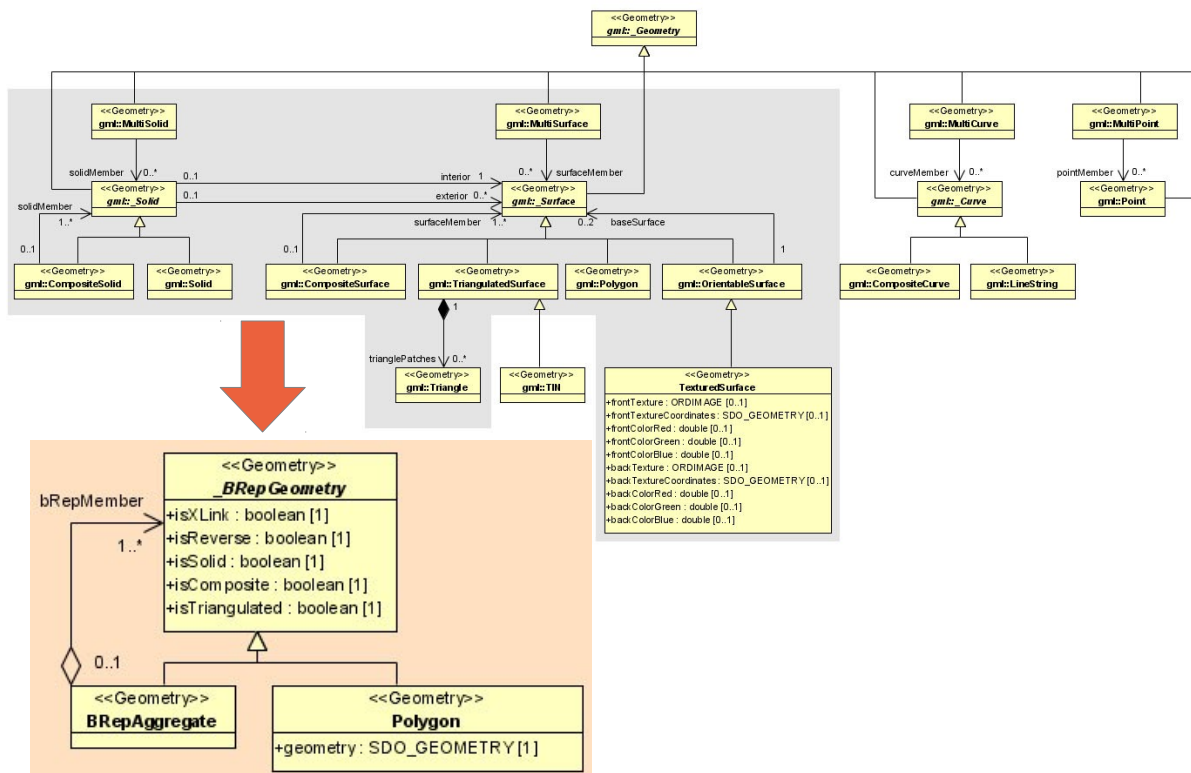 <<Geometry>>
gml::_Geometry
<<Geometry>>
gml::MultiSolid
<<Geometry>>
gml::MultiSurface
<<Geometry>>
gml::MultiCurve
<<Geometry>>
gml::MultiPoint
solidMember 0..*
0..1 interior 1
0..* surfaceMember
curveMember 0..*
pointMember 0..*
<<Geometry>>
gml::_Solid
0..1 exterior 0..*
<<Geometry>>
gml::_Surface
<<Geometry>>
gml::_Curve
<<Geometry>>
gml::Point
solidMember
1..*
surfaceMember 1..*
0..2 baseSurface
0..1
0..1
1
<<Geometry>>
gml::CompositeSolid
<<Geometry>>
gml::Solid
<<Geometry>>
gml::CompositeSurface
<<Geometry>>
gml::TriangulatedSurface
<<Geometry>>
gml::Polygon
<<Geometry>>
gml::OrientableSurface
<<Geometry>>
gml::CompositeCurve
<<Geometry>>
gml::LineString
1
trianglePatches 0..*
<<Geometry>>
gml::Triangle
<<Geometry>>
gml::TIN
<<Geometry>>
TexturedSurface
+frontTexture : ORDIMAGE [0..1]
+frontTextureCoordinates : SDO_GEOMETRY [0..1]
+frontColorRed : double [0..1]
+frontColorGreen : double [0..1]
+frontColorBlue : double [0..1]
+backTexture : ORDIMAGE [0..1]
+backTextureCoordinates : SDO_GEOMETRY [0..1]
+backColorRed : double [0..1]
+backColorGreen : double [0..1]
+backColorBlue : double [0..1]
<<Geometry>>
_BRepGeometry
+isXLink : boolean [1]
+isReverse : boolean [1]
+isSolid : boolean [1]
+isComposite : boolean [1]
+isTriangulated : boolean [1]
bRepMember
1..*
0..1
<<Geometry>>
BRepAggregate
<<Geometry>>
Polygon
+geometry : SDO_GEOMETRY [1]